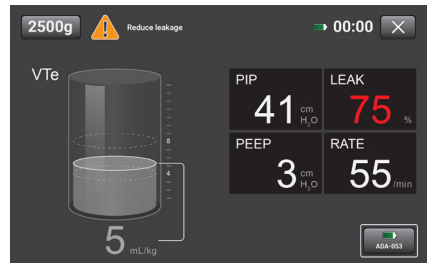 2500g
Reduce leakage
00:00
VTe
8
4
5 mL/kg
PIP
41 cm H₂O
LEAK
75 %
PEEP
3 cm H₂O
RATE
55 /min
ADA-053